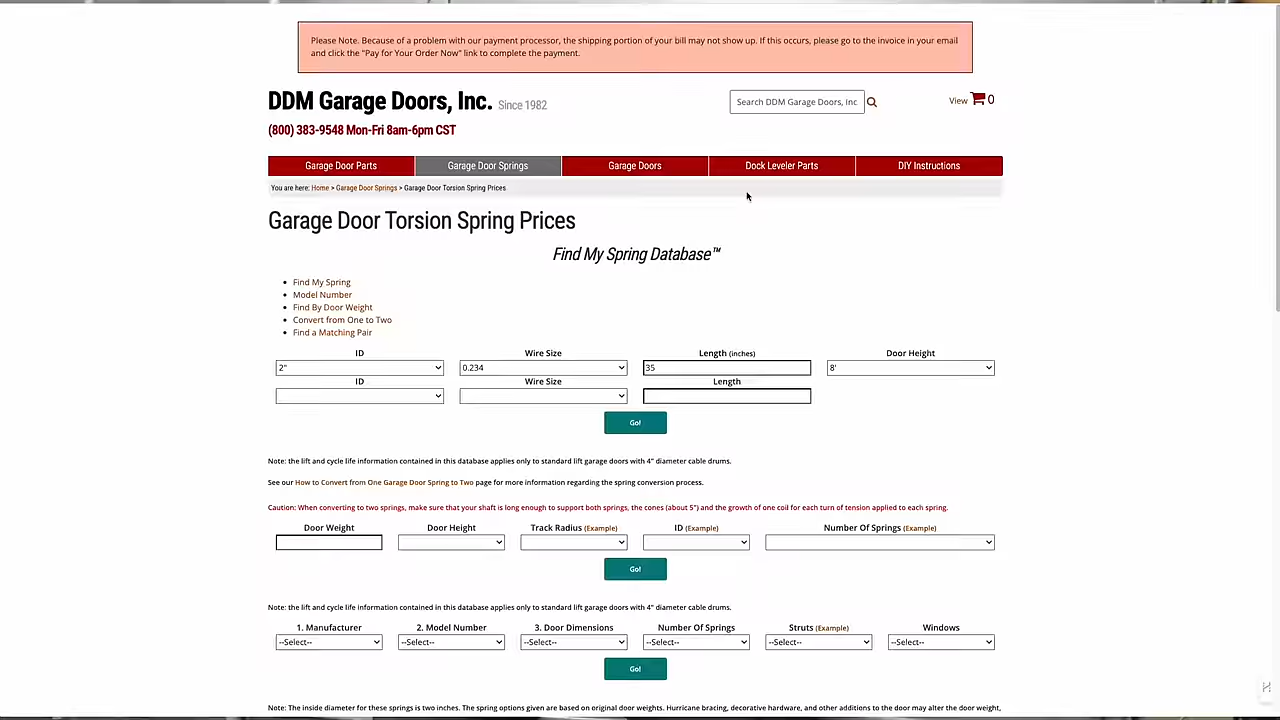 Please Note. Because of a problem with our payment processor, the shipping portion of your bill may not show up. If this occurs, please go to the invoice in your email
and click the "Pay for Your Order Now" link to complete the payment.
DDM Garage Doors, Inc. Since 1982
Search DDM Garage Doors, Inc
View 0
(800) 383-9548 Mon-Fri 8am-6pm CST
Garage Door Parts Garage Door Springs Garage Doors Dock Leveler Parts DIY Instructions
You are here: Home > Garage Door Springs > Garage Door Torsion Spring Prices
Garage Door Torsion Spring Prices
Find My Spring Database™
• Find My Spring
• Model Number
• Find By Door Weight
• Convert from One to Two
• Find a Matching Pair
ID Wire Size Length (inches) Door Height
2" 0.234 35 8'
ID Wire Size Length
Go!
Note: the lift and cycle life information contained in this database applies only to standard lift garage doors with 4" diameter cable drums.
See our How to Convert from One Garage Door Spring to Two page for more information regarding the spring conversion process.
Caution: When converting to two springs, make sure that your shaft is long enough to support both springs, the cones (about 5") and the growth of one coil for each turn of tension applied to each spring.
Door Weight Door Height Track Radius (Example) ID (Example) Number Of Springs (Example)
Go!
Note: the lift and cycle life information contained in this database applies only to standard lift garage doors with 4" diameter cable drums.
1. Manufacturer 2. Model Number 3. Door Dimensions Number Of Springs Struts (Example) Windows
--Select-- --Select-- --Select-- --Select-- --Select-- --Select--
Go!
Note: The inside diameter for these springs is two inches. The spring options given are based on original door weights. Hurricane bracing, decorative hardware, and other additions to the door may alter the door weight,